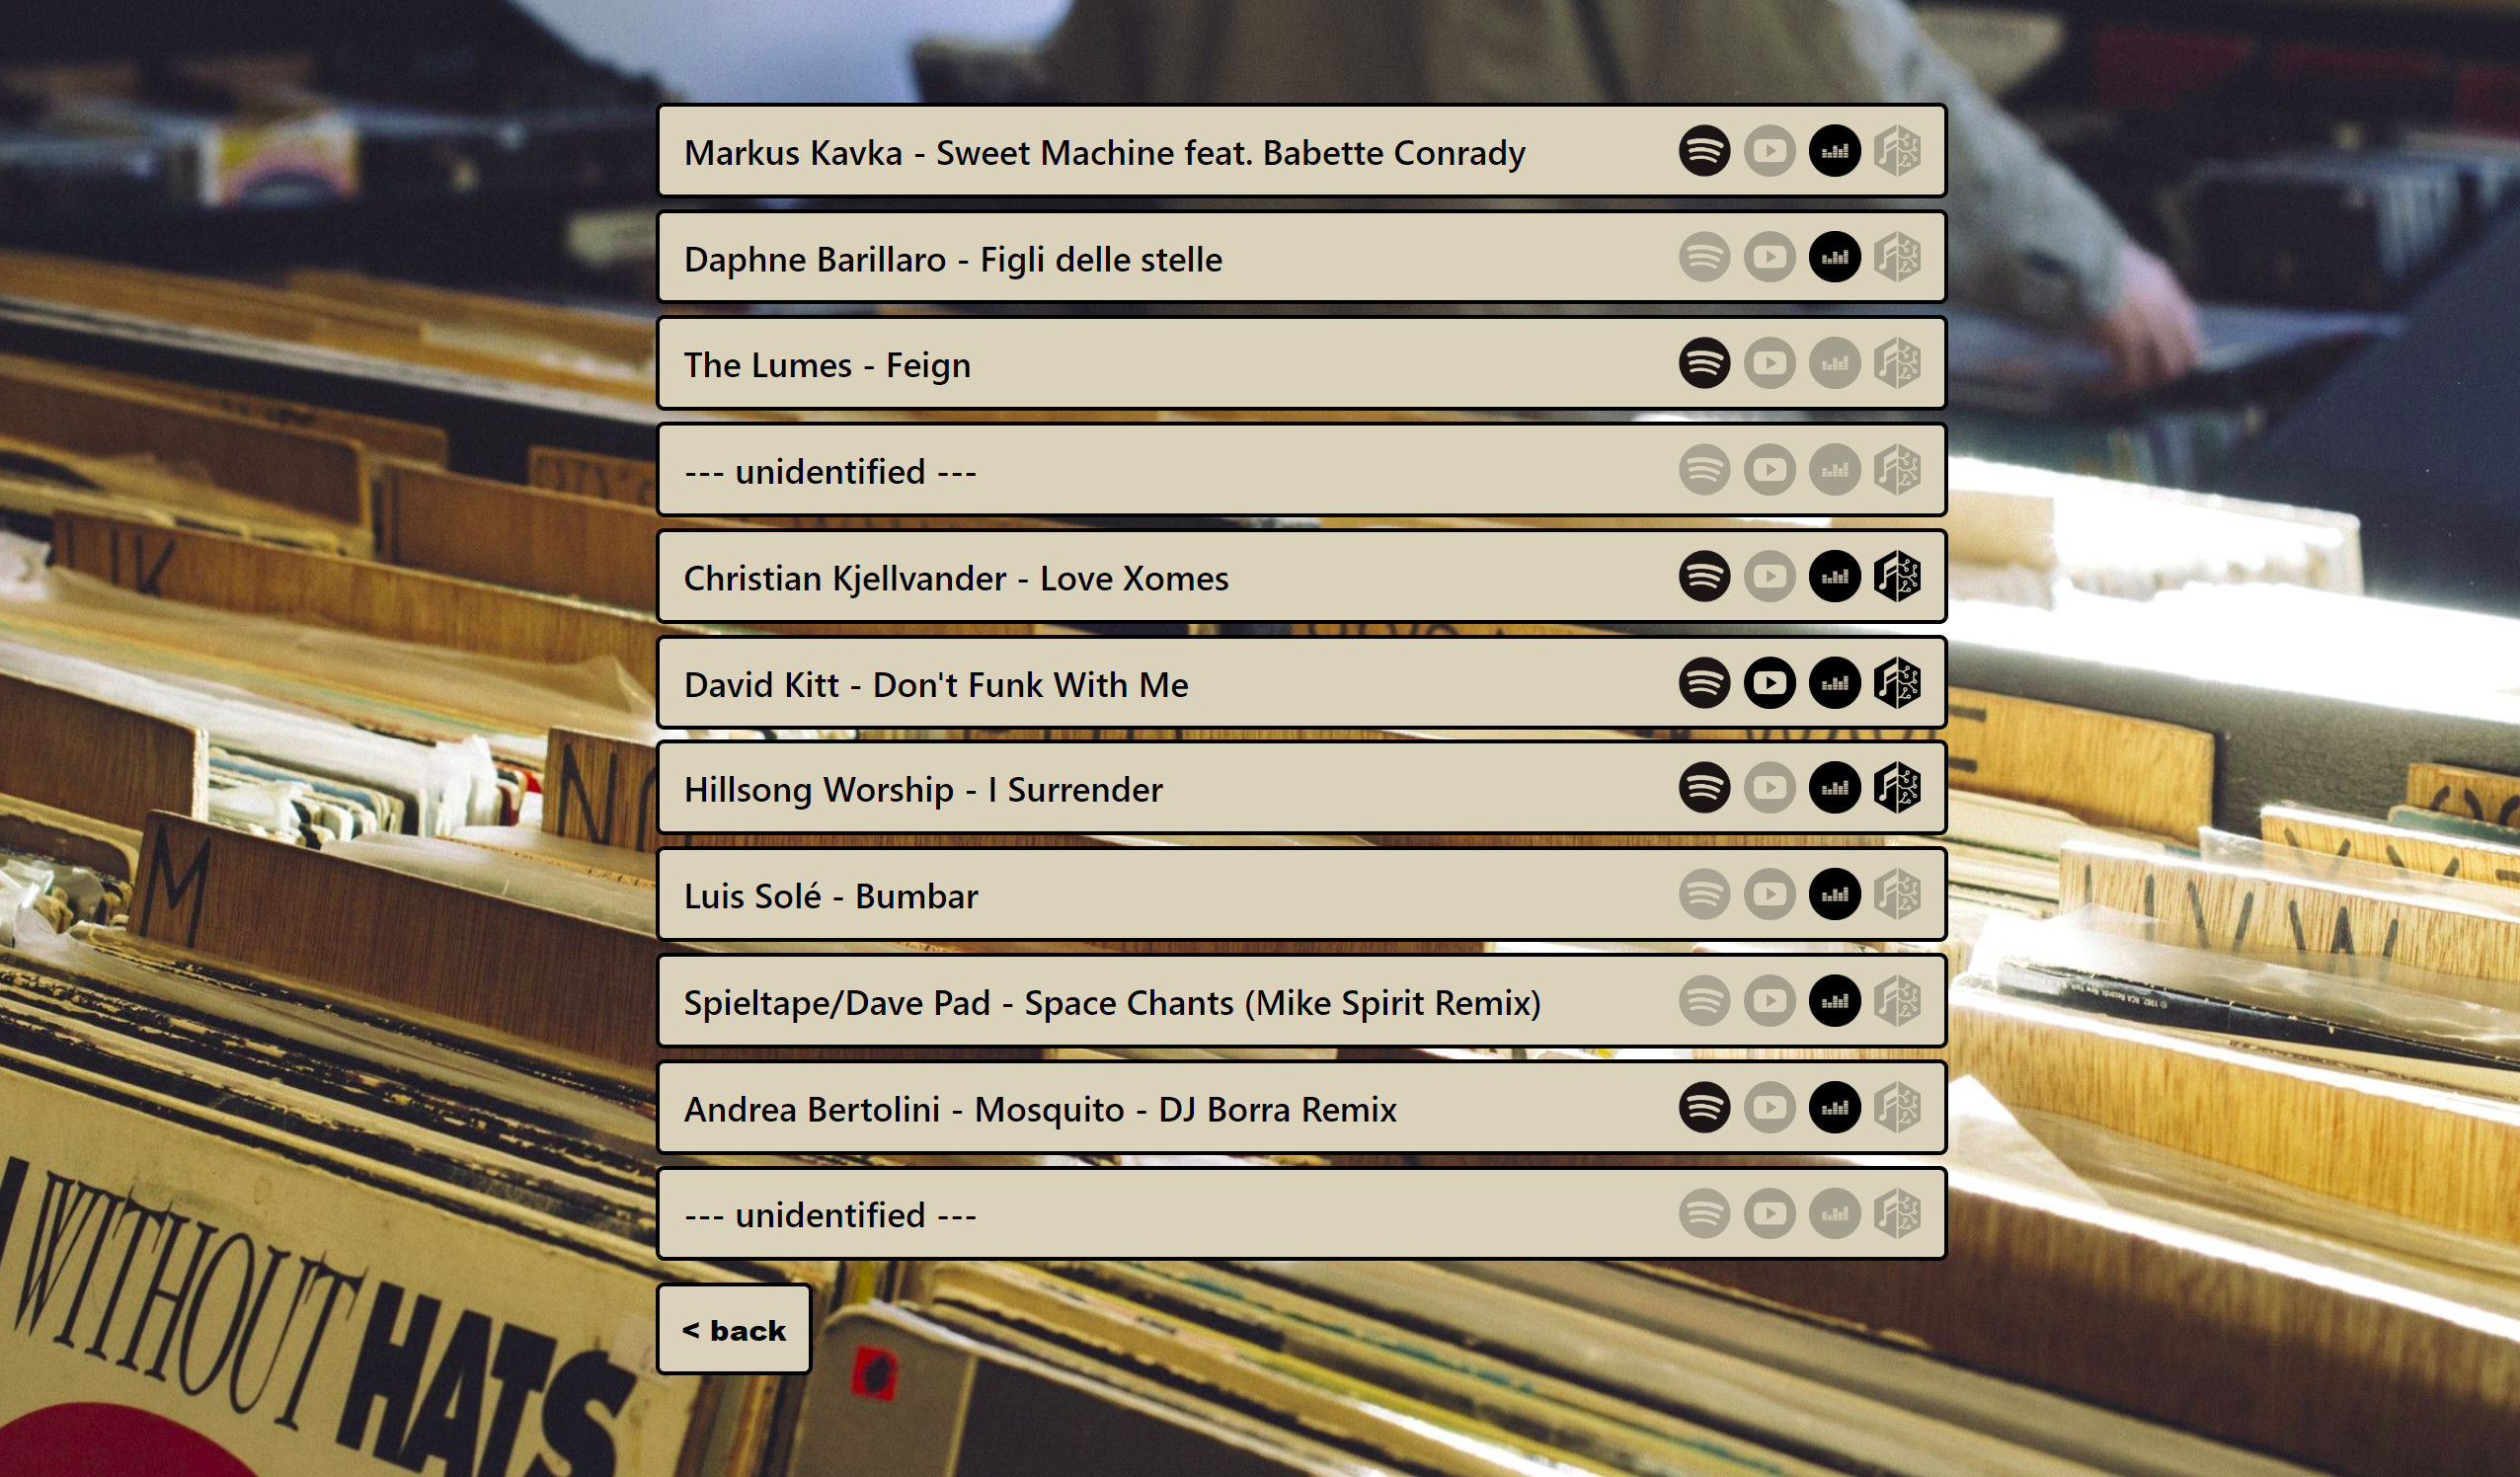 Markus Kavka - Sweet Machine feat. Babette Conrady
Daphne Barillaro - Figli delle stelle
The Lumes - Feign
--- unidentified ---
Christian Kjellvander - Love Xomes
David Kitt - Don't Funk With Me
Hillsong Worship - I Surrender
Luis Solé - Bumbar
Spieltape/Dave Pad - Space Chants (Mike Spirit Remix)
Andrea Bertolini - Mosquito - DJ Borra Remix
--- unidentified ---
< back
M
WITHOUT HATS